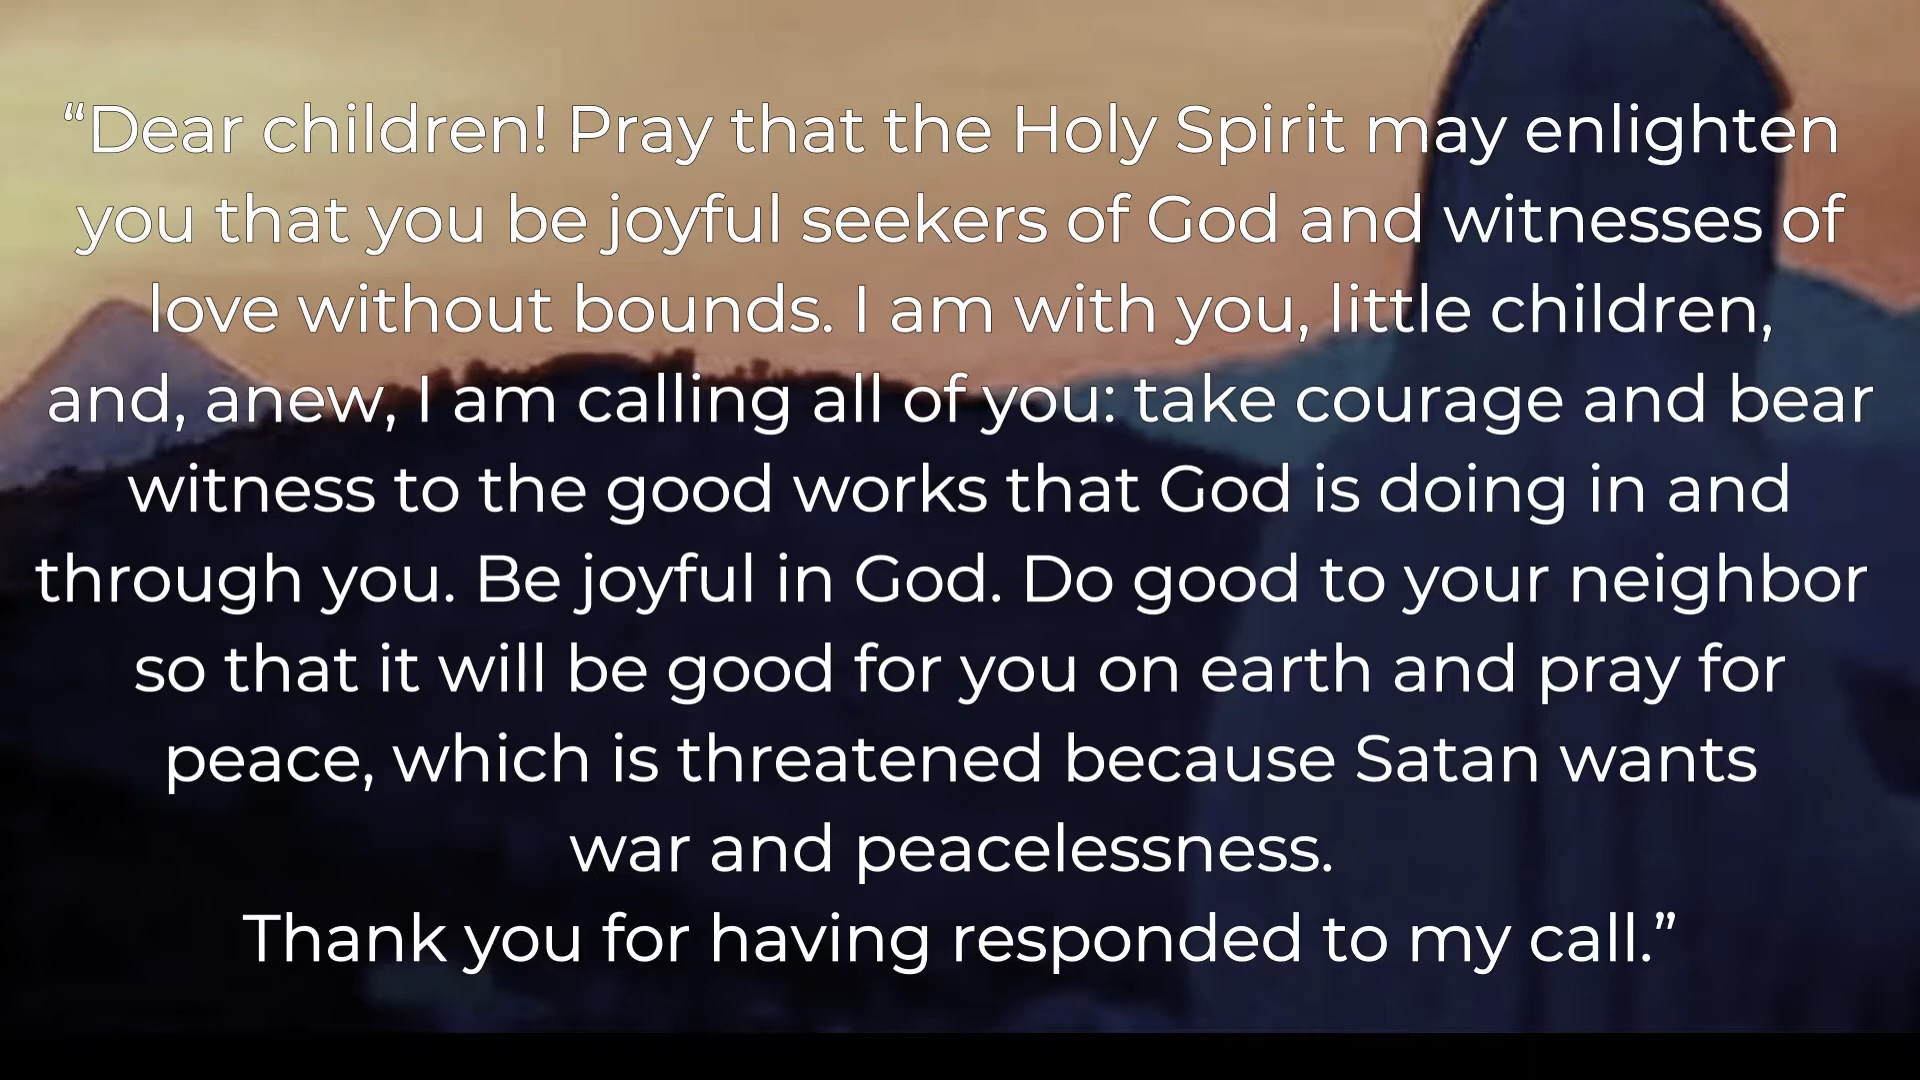 “Dear children! Pray that the Holy Spirit may enlighten
you that you be joyful seekers of God and witnesses of
love without bounds. I am with you, little children,
and, anew, I am calling all of you: take courage and bear
witness to the good works that God is doing in and
through you. Be joyful in God. Do good to your neighbor
so that it will be good for you on earth and pray for
peace, which is threatened because Satan wants
war and peacelessness.
Thank you for having responded to my call.”